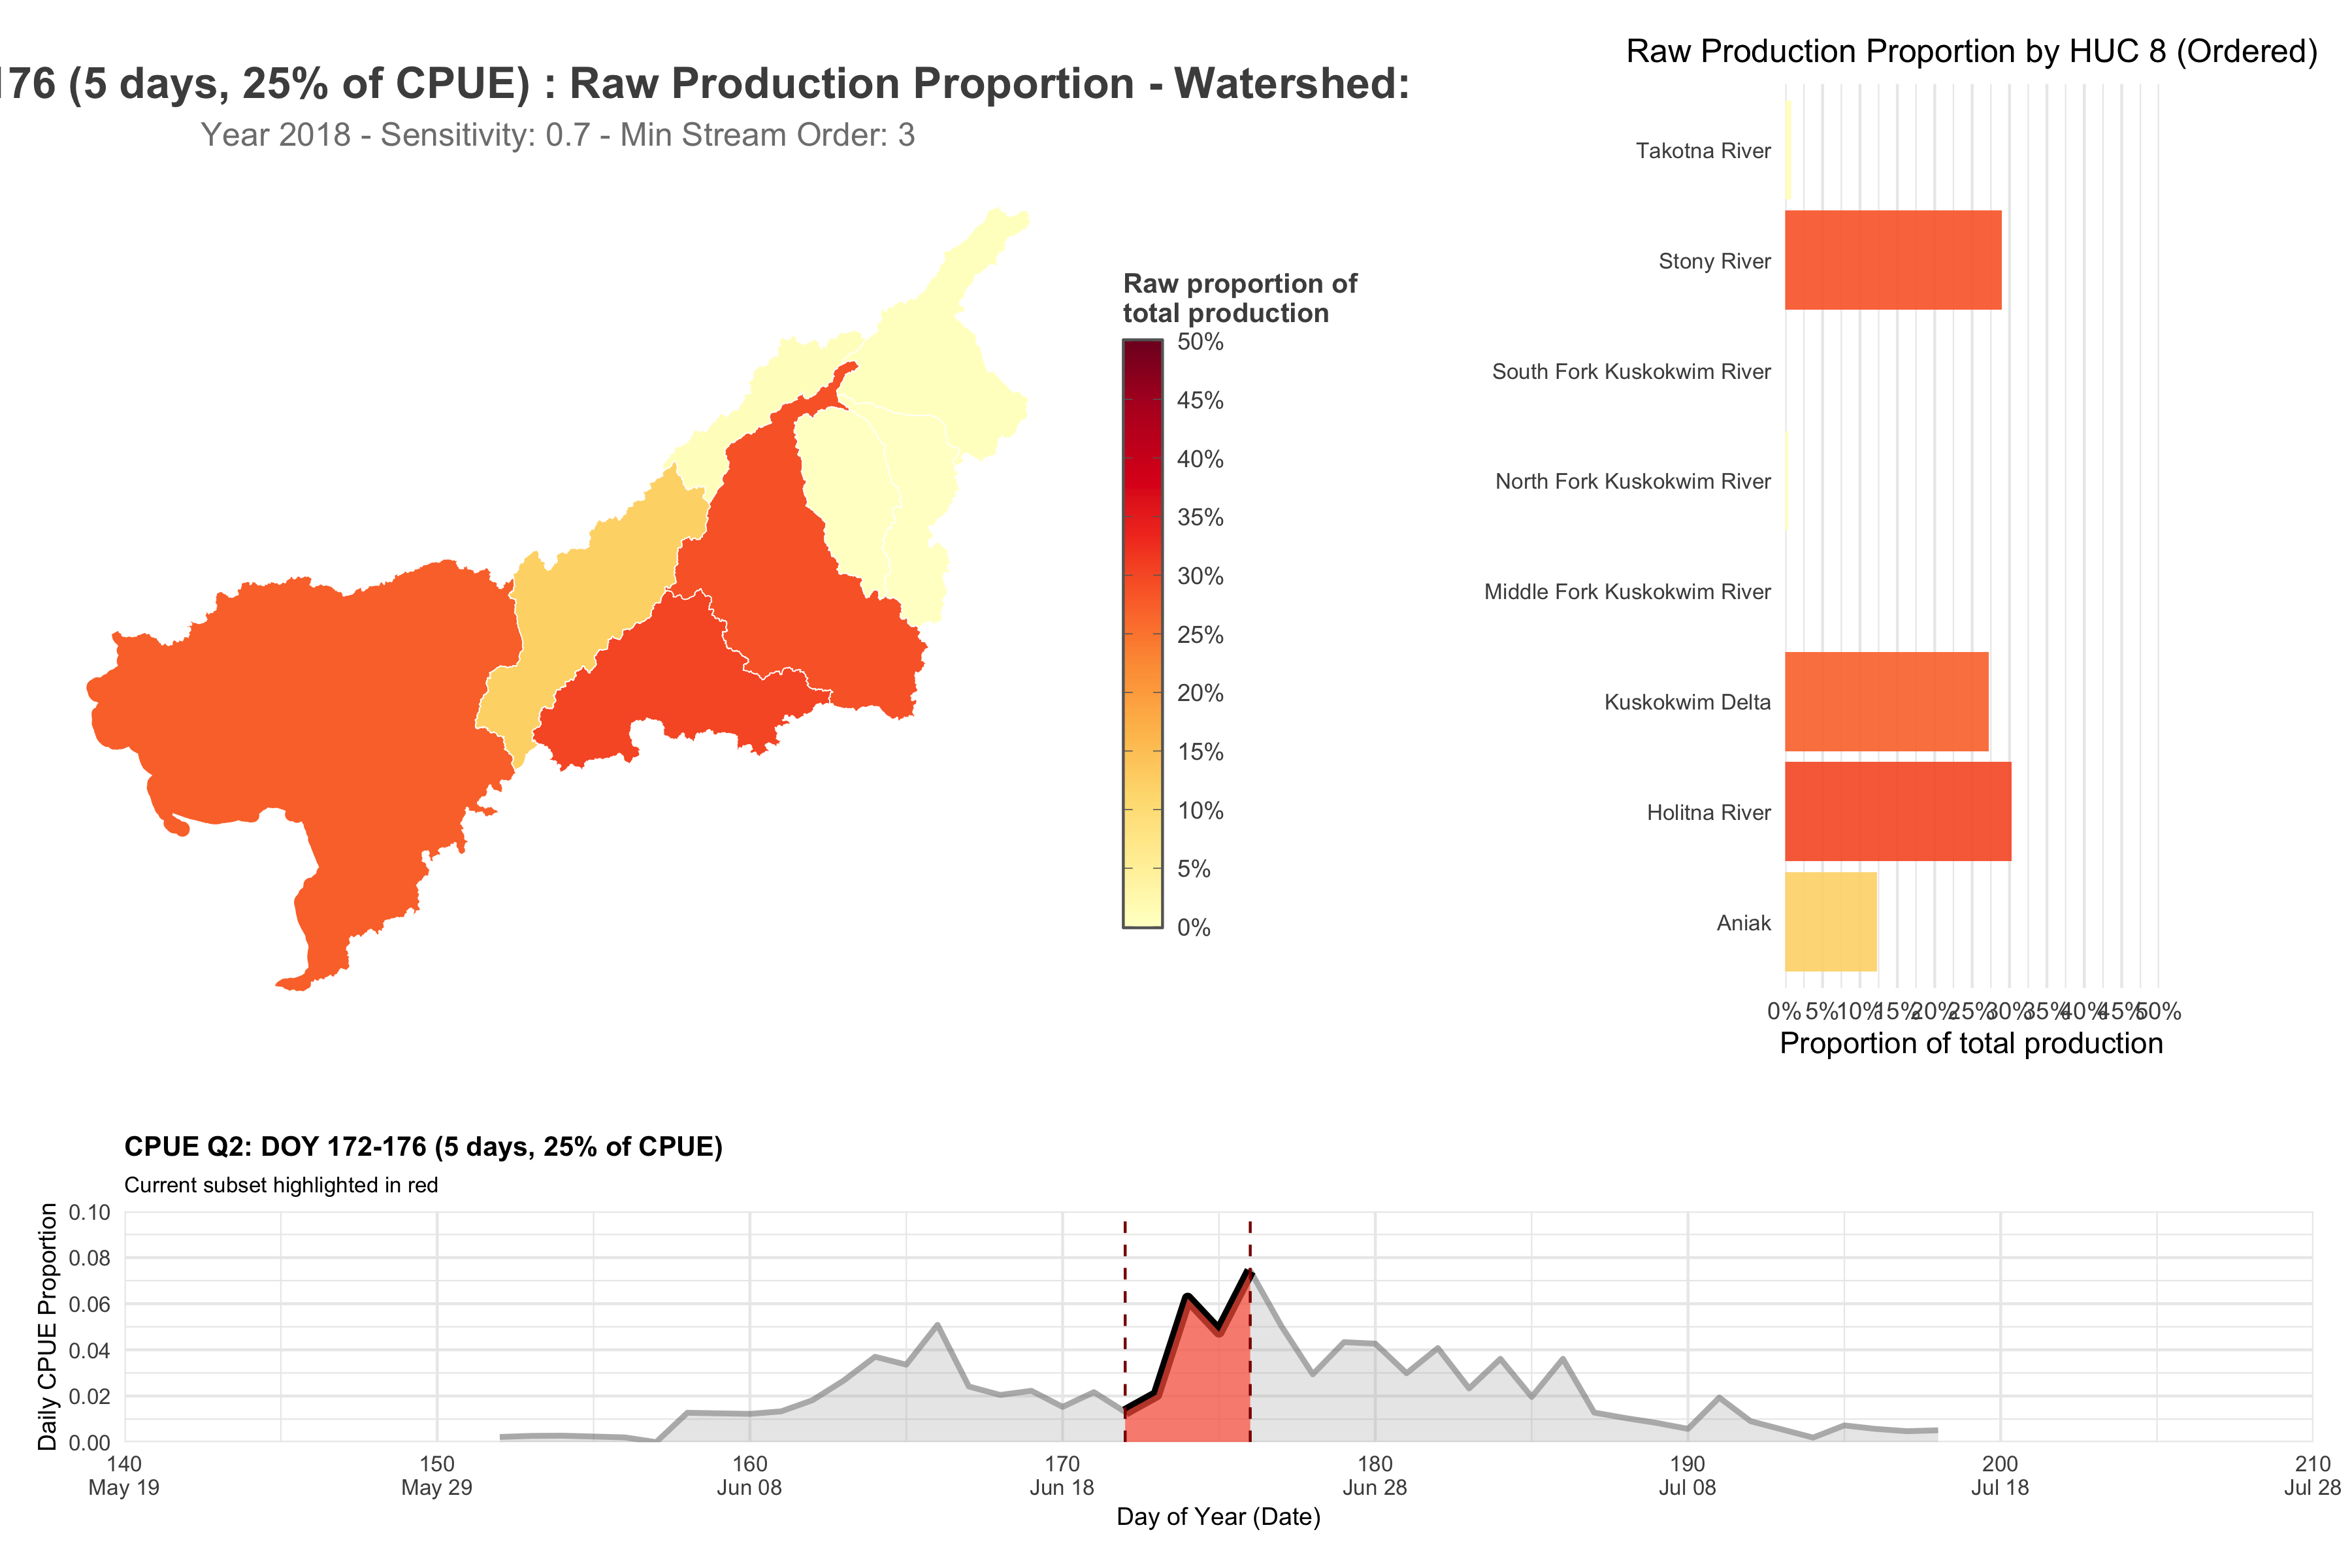 176 (5 days, 25% of CPUE) : Raw Production Proportion - Watershed:
Year 2018 - Sensitivity: 0.7 - Min Stream Order: 3
Raw proportion of
total production
50%
45%
40%
35%
30%
25%
20%
15%
10%
5%
0%
Raw Production Proportion by HUC 8 (Ordered)
Takotna River
Stony River
South Fork Kuskokwim River
North Fork Kuskokwim River
Middle Fork Kuskokwim River
Kuskokwim Delta
Holitna River
Aniak
0% 5% 10% 15% 20% 25% 30% 35% 40% 45% 50%
Proportion of total production
CPUE Q2: DOY 172-176 (5 days, 25% of CPUE)
Current subset highlighted in red
Daily CPUE Proportion
0.10
0.08
0.06
0.04
0.02
0.00
140 150 160 170 180 190 200 210
May 19 May 29 Jun 08 Jun 18 Jun 28 Jul 08 Jul 18 Jul 28
Day of Year (Date)